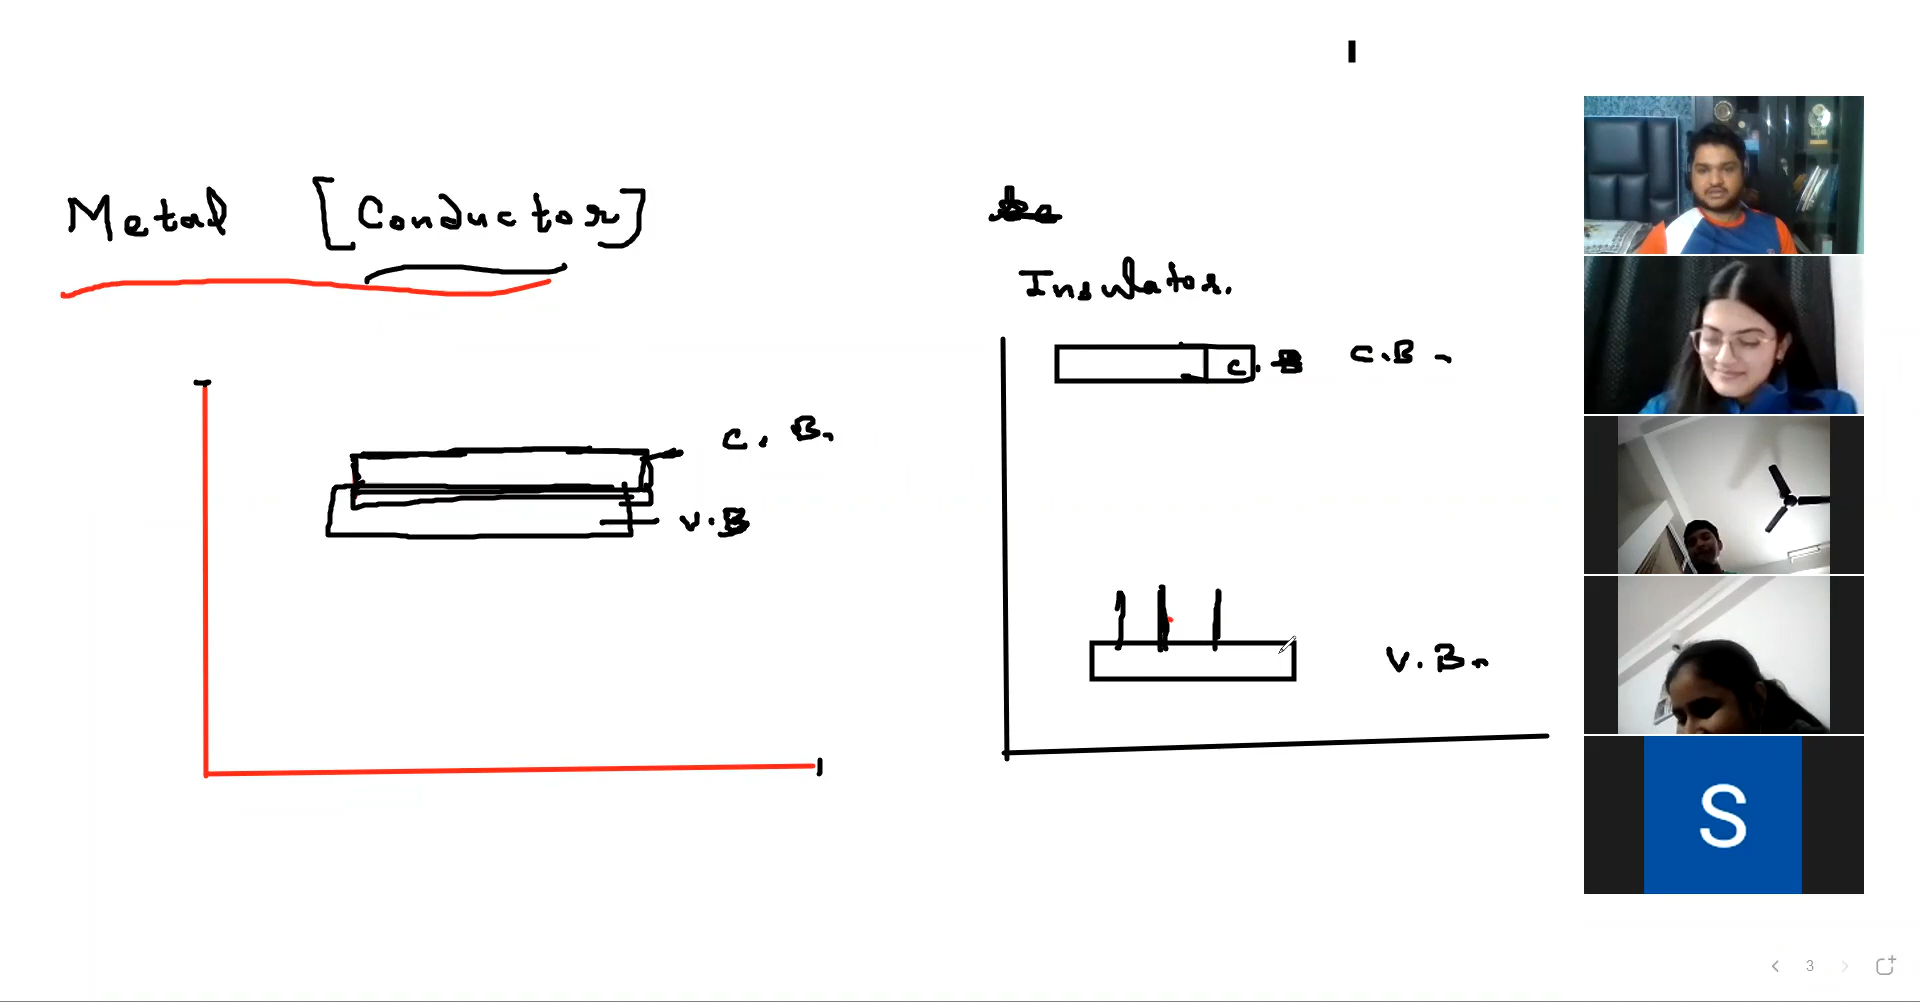 Metal [Conductor]
C. B.
V.B
Insulator.
C. B C.B.
V.B.
S
3